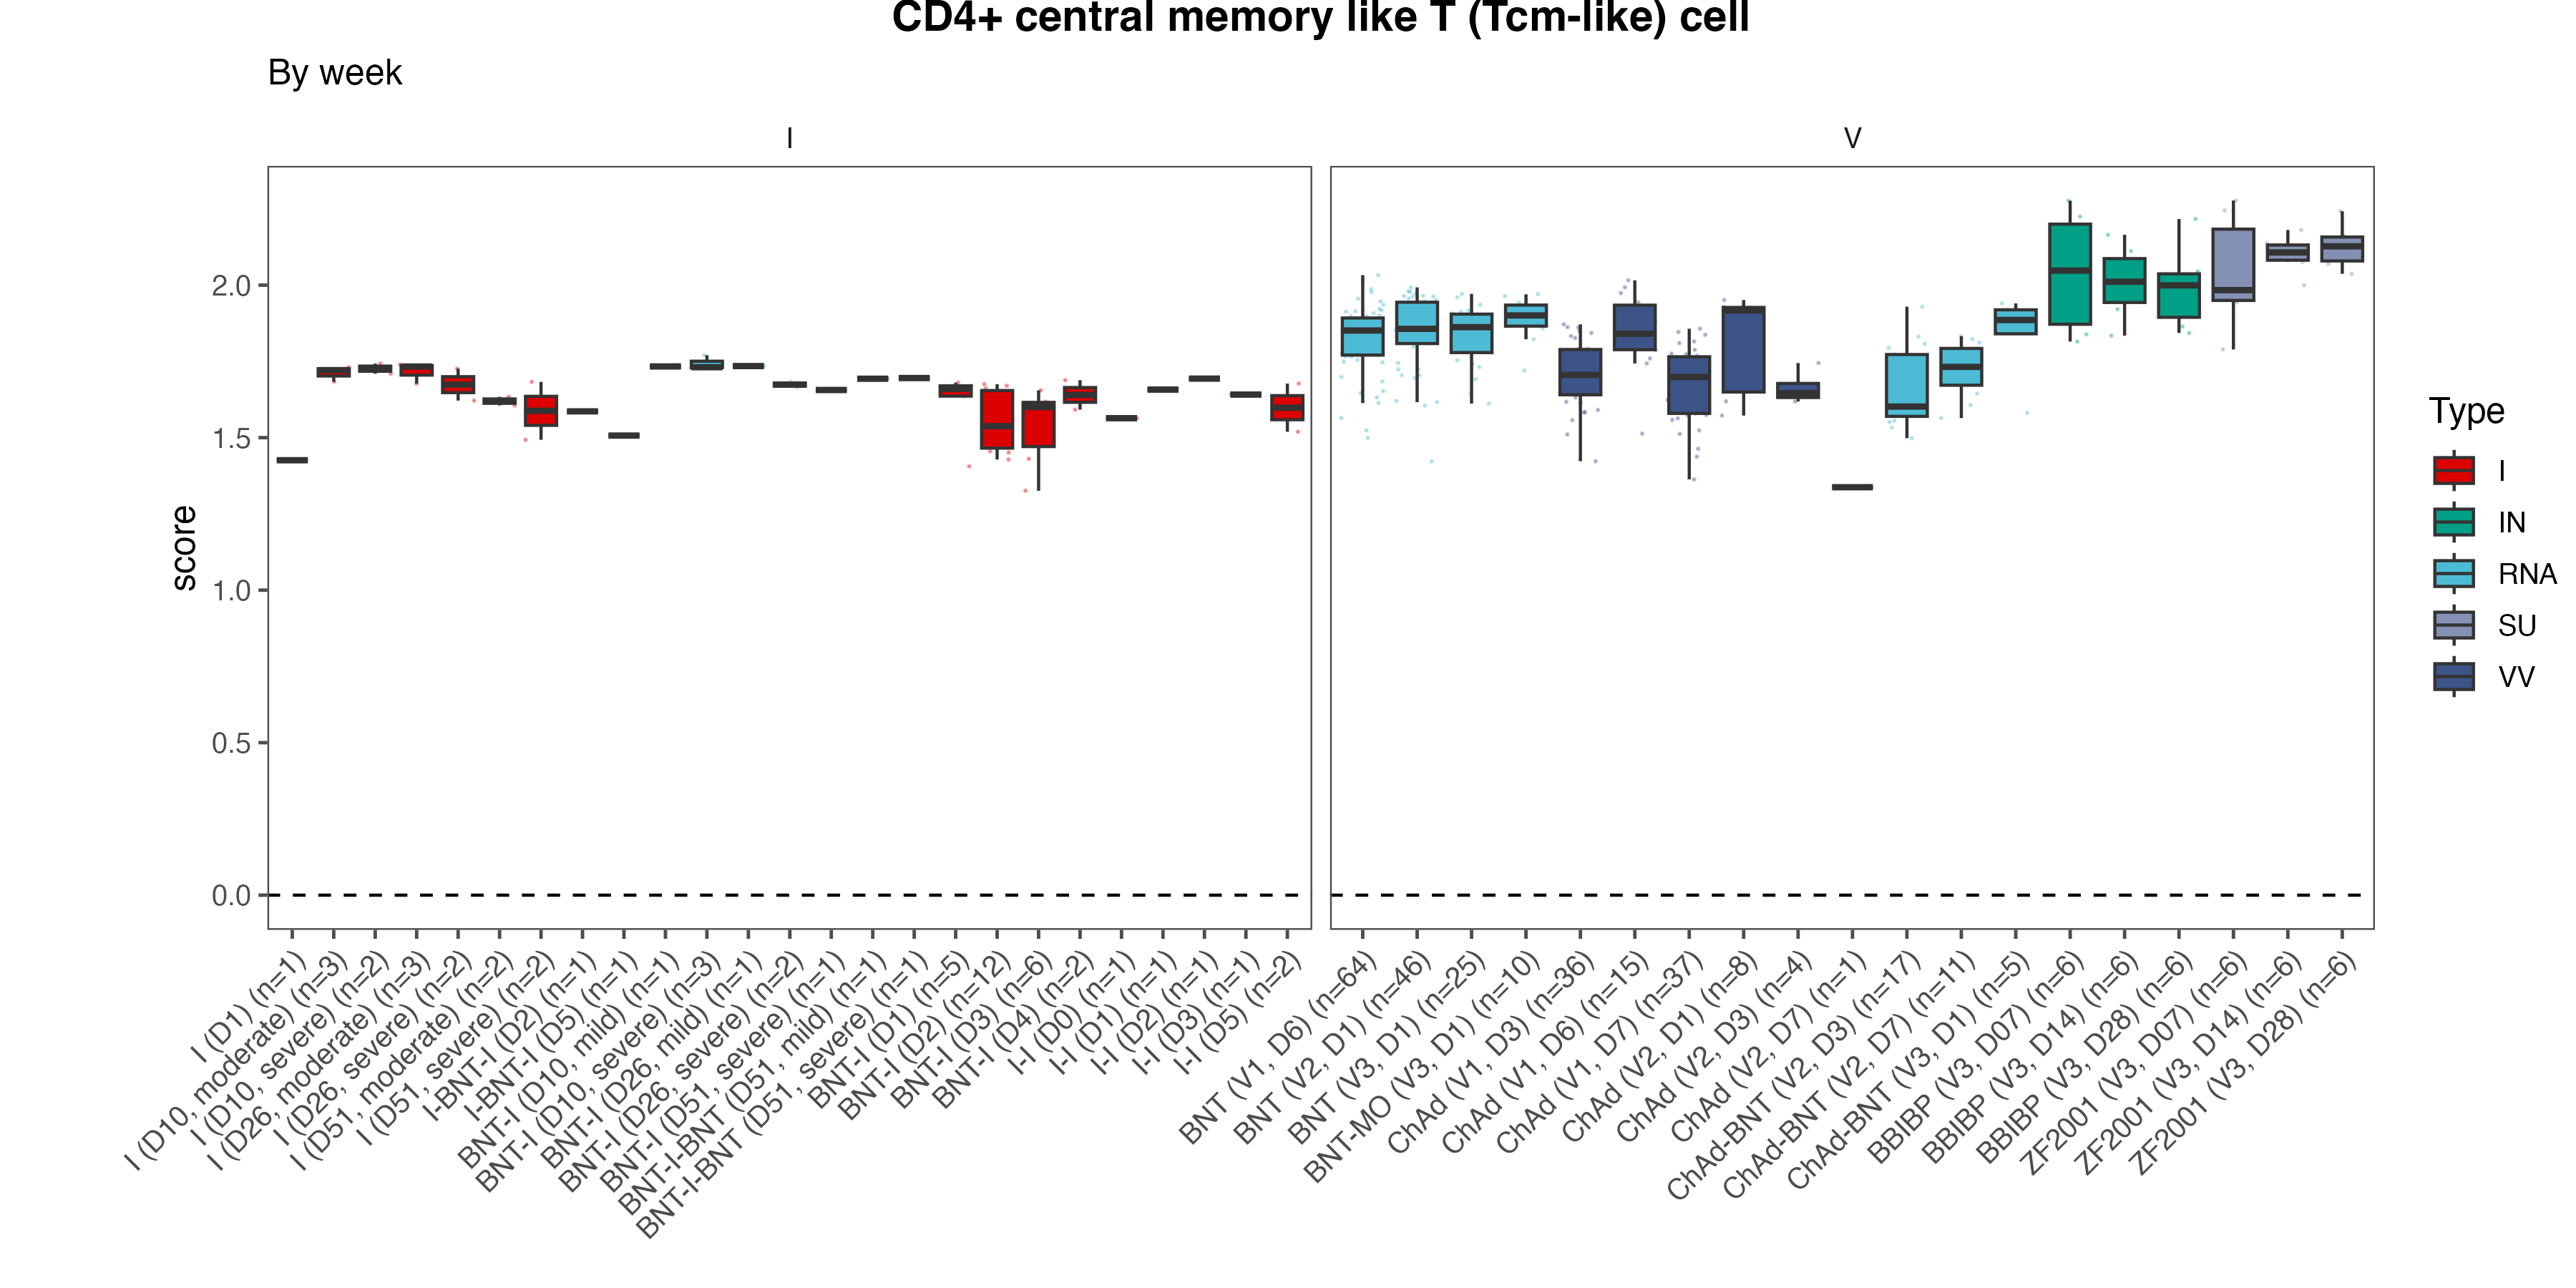 CD4+ central memory like T (Tcm-like) cell
By week
I
V
score
2.0
1.5
1.0
0.5
0.0
I (D1) (n=1)
I (D10, moderate) (n=3)
I (D10, severe) (n=2)
I (D26, moderate) (n=3)
I (D26, severe) (n=2)
I (D51, moderate) (n=2)
I (D51, severe) (n=2)
I-BNT-I (D2) (n=1)
I-BNT-I (D5) (n=1)
BNT-I (D10, mild) (n=1)
BNT-I (D10, severe) (n=3)
BNT-I (D26, mild) (n=1)
BNT-I (D26, severe) (n=2)
BNT-I (D51, severe) (n=1)
BNT-I-BNT (D51, mild) (n=1)
BNT-I-BNT (D51, severe) (n=1)
BNT-I (D1) (n=5)
BNT-I (D2) (n=12)
BNT-I (D3) (n=6)
BNT-I (D4) (n=2)
I-I (D0) (n=1)
I-I (D1) (n=1)
I-I (D2) (n=1)
I-I (D3) (n=1)
I-I (D5) (n=2)
BNT (V1, D6) (n=64)
BNT (V2, D1) (n=46)
BNT (V3, D1) (n=25)
BNT-MO (V3, D1) (n=10)
ChAd (V1, D3) (n=36)
ChAd (V1, D6) (n=15)
ChAd (V1, D7) (n=37)
ChAd (V2, D1) (n=8)
ChAd (V2, D3) (n=4)
ChAd (V2, D7) (n=1)
ChAd-BNT (V2, D3) (n=17)
ChAd-BNT (V2, D7) (n=11)
ChAd-BNT (V3, D1) (n=5)
BBIBP (V3, D07) (n=6)
BBIBP (V3, D14) (n=6)
BBIBP (V3, D28) (n=6)
ZF2001 (V3, D07) (n=6)
ZF2001 (V3, D14) (n=6)
ZF2001 (V3, D28) (n=6)
Type
I
IN
RNA
SU
VV